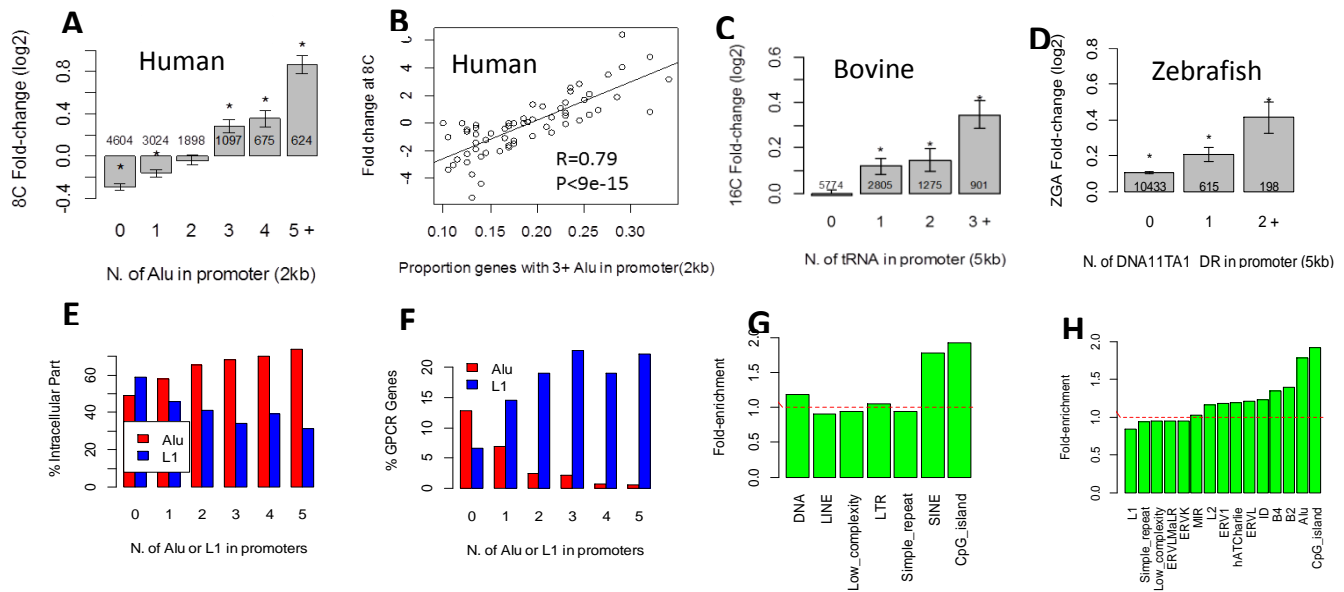 A
Human
8C Fold-change (log2)
-0.4 0.0 0.4 0.8
4604 3024 1898 1097 675 624
* * * * *
0 1 2 3 4 5 +
N. of Alu in promoter (2kb)
B
Human
Fold change at 8C
-4 -2 0 2 4
R=0.79
P<9e-15
0.10 0.15 0.20 0.25 0.30
Proportion genes with 3+ Alu in promoter(2kb)
C
Bovine
16C Fold-change (log2)
0.0 0.2 0.4 0.6
5774 2805 1275 901
* * *
0 1 2 3 +
N. of tRNA in promoter (5kb)
D
Zebrafish
ZGA Fold-change (log2)
0.0 0.2 0.4 0.6 0.8
10433 615 198
* * *
0 1 2 +
N. of DNA11TA1 DR in promoter (5kb)
E
% Intracellular Part
0 20 40 60
Alu
L1
0 1 2 3 4 5
N. of Alu or L1 in promoters
F
% GPCR Genes
0 5 10 15 20
Alu
L1
0 1 2 3 4 5
N. of Alu or L1 in promoters
G
Fold-enrichment
0.0 0.5 1.0 1.5 2.0
DNA
LINE
Low_complexity
LTR
Simple_repeat
SINE
CpG_island
H
Fold-enrichment
0.0 0.5 1.0 1.5 2.0
L1
Simple_repeat
Low_complexity
ERVLMaLR
ERVK
MIR
L2
ERV1
hATCharlie
ERVL
ID
B4
B2
Alu
CpG_island